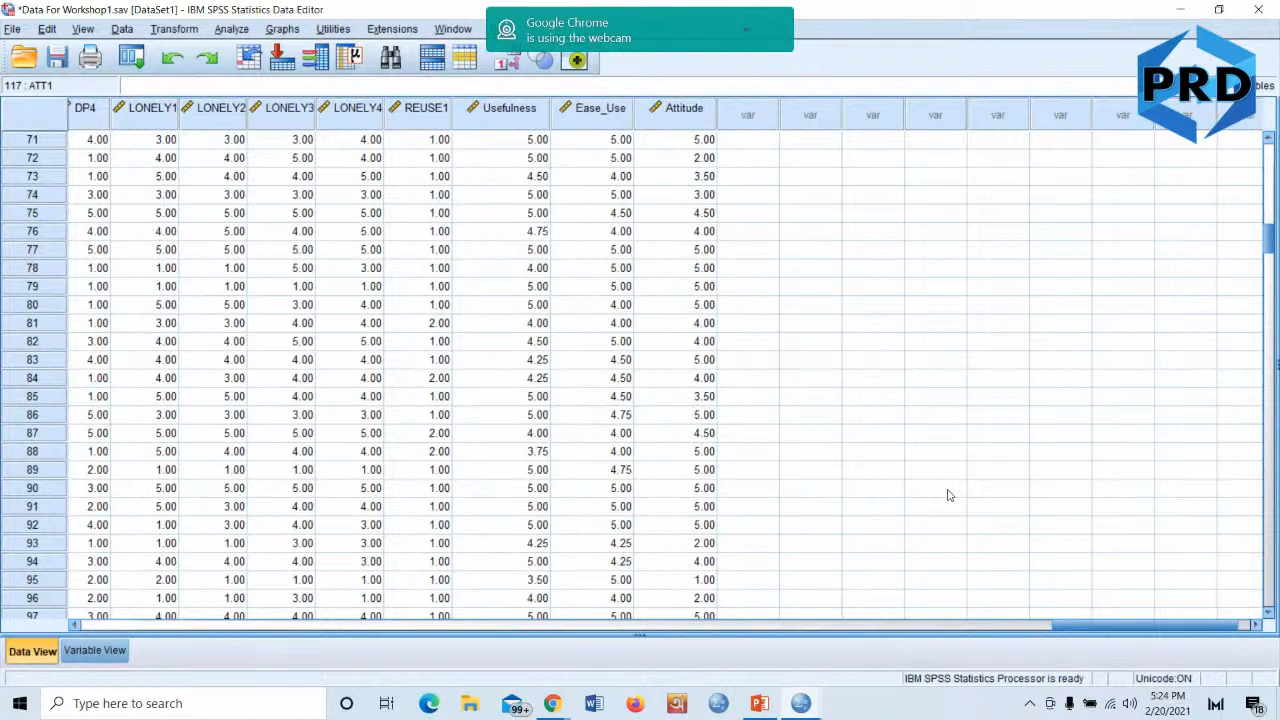 *Data For Workshop1.sav [DataSet1] - IBM SPSS Statistics Data Editor
Google Chrome
is using the webcam
File Edit View Data Transform Analyze Graphs Utilities Extensions Window
PRD
117 : ATT1
DP4 LONELY1 LONELY2 LONELY3 LONELY4 REUSE1 Usefulness Ease_Use Attitude var var var var var var var var
71 4.00 3.00 3.00 3.00 4.00 1.00 5.00 5.00 5.00
72 1.00 4.00 4.00 5.00 4.00 1.00 5.00 5.00 2.00
73 1.00 5.00 4.00 4.00 5.00 1.00 4.50 4.00 3.50
74 3.00 3.00 3.00 3.00 3.00 1.00 5.00 5.00 3.00
75 5.00 5.00 5.00 5.00 5.00 1.00 5.00 4.50 4.50
76 4.00 4.00 5.00 4.00 5.00 1.00 4.75 4.00 4.00
77 5.00 5.00 5.00 5.00 5.00 1.00 5.00 5.00 5.00
78 1.00 1.00 1.00 5.00 3.00 1.00 4.00 5.00 5.00
79 1.00 1.00 1.00 1.00 1.00 1.00 5.00 5.00 5.00
80 1.00 5.00 5.00 3.00 4.00 1.00 5.00 4.00 5.00
81 1.00 3.00 3.00 4.00 4.00 2.00 4.00 4.00 4.00
82 3.00 4.00 4.00 5.00 5.00 1.00 4.50 5.00 4.00
83 4.00 4.00 4.00 4.00 4.00 1.00 4.25 4.50 5.00
84 1.00 4.00 3.00 4.00 4.00 2.00 4.25 4.50 4.00
85 1.00 5.00 5.00 4.00 4.00 1.00 5.00 4.50 3.50
86 5.00 3.00 3.00 3.00 3.00 1.00 5.00 4.75 5.00
87 5.00 5.00 5.00 5.00 5.00 2.00 4.00 4.00 4.50
88 1.00 5.00 4.00 4.00 4.00 2.00 3.75 4.00 5.00
89 2.00 1.00 1.00 1.00 1.00 1.00 5.00 4.75 5.00
90 3.00 5.00 5.00 5.00 5.00 1.00 5.00 5.00 5.00
91 2.00 5.00 3.00 4.00 4.00 1.00 5.00 5.00 5.00
92 4.00 1.00 3.00 4.00 3.00 1.00 5.00 5.00 5.00
93 1.00 1.00 1.00 3.00 3.00 1.00 4.25 4.25 2.00
94 3.00 4.00 4.00 4.00 3.00 1.00 5.00 4.25 4.00
95 2.00 2.00 1.00 1.00 1.00 1.00 3.50 5.00 1.00
96 2.00 1.00 1.00 3.00 1.00 1.00 4.00 4.00 2.00
97 3.00 4.00 4.00 4.00 4.00 1.00 5.00 5.00 5.00
Data View Variable View
IBM SPSS Statistics Processor is ready Unicode:ON
Type here to search
99+
5:24 PM
2/20/2021
18